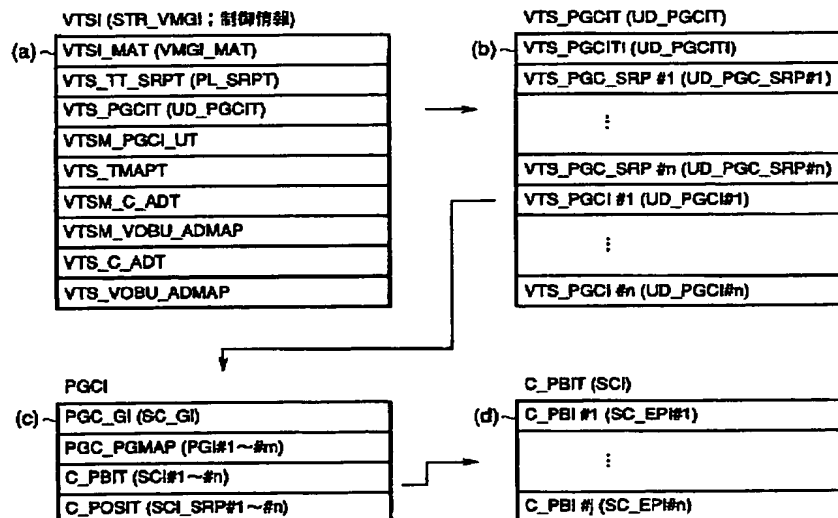 VTSI (STR_VMGI ; 制御情報)
(a)
VTSI_MAT (VMGI_MAT)
VTS_TT_SRPT (PL_SRPT)
VTS_PGCIT (UD_PGCIT)
VTSM_PGCI_UT
VTS_TMAPT
VTSM_C_ADT
VTSM_VOBU_ADMAP
VTS_C_ADT
VTS_VOBU_ADMAP
VTS_PGCIT (UD_PGCIT)
(b)
VTS_PGCITI (UD_PGCITI)
VTS_PGC_SRP #1 (UD_PGC_SRP#1)
⋮
VTS_PGC_SRP #n (UD_PGC_SRP#n)
VTS_PGCI #1 (UD_PGCI#1)
⋮
VTS_PGCI #n (UD_PGCI#n)
PGCI
(c)
PGC_GI (SC_GI)
PGC_PGMAP (PGI#1~#m)
C_PBIT (SCI#1~#n)
C_POSIT (SCI_SRP#1~#n)
C_PBIT (SCI)
(d)
C_PBI #1 (SC_EPI#1)
⋮
C_PBI #j (SC_EPI#n)